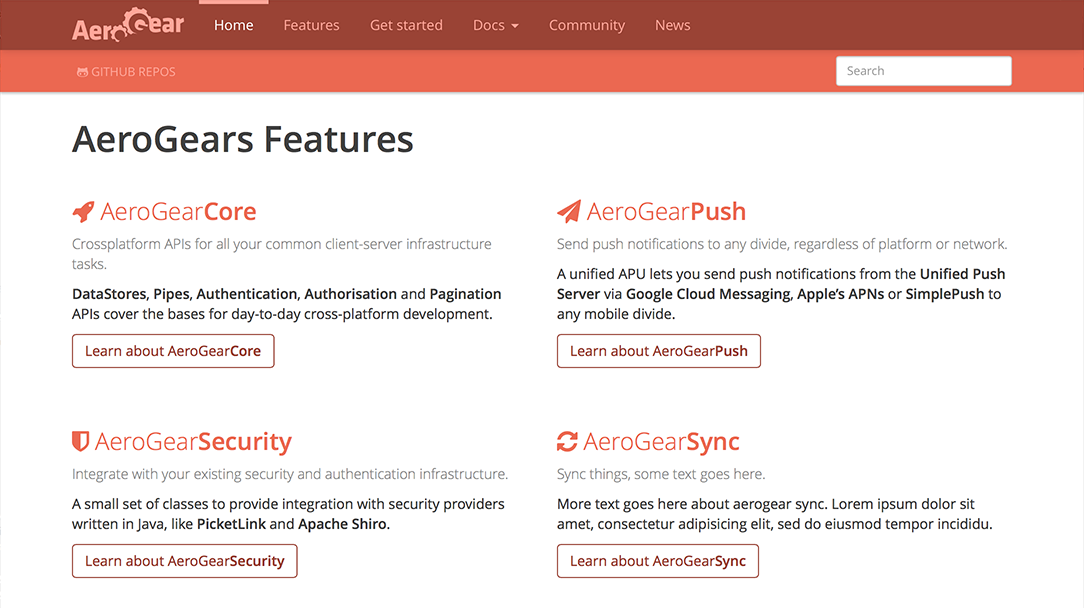 AeroGear Home Features Get started Docs Community News
GITHUB REPOS Search
AeroGears Features
AeroGearCore
Crossplatform APIs for all your common client-server infrastructure
tasks.
DataStores, Pipes, Authentication, Authorisation and Pagination
APIs cover the bases for day-to-day cross-platform development.
Learn about AeroGearCore
AeroGearPush
Send push notifications to any divide, regardless of platform or network.
A unified APU lets you send push notifications from the Unified Push
Server via Google Cloud Messaging, Apple’s APNs or SimplePush to
any mobile divide.
Learn about AeroGearPush
AeroGearSecurity
Integrate with your existing security and authentication infrastructure.
A small set of classes to provide integration with security providers
written in Java, like PicketLink and Apache Shiro.
Learn about AeroGearSecurity
AeroGearSync
Sync things, some text goes here.
More text goes here about aerogear sync. Lorem ipsum dolor sit
amet, consectetur adipisicing elit, sed do eiusmod tempor incididu.
Learn about AeroGearSync